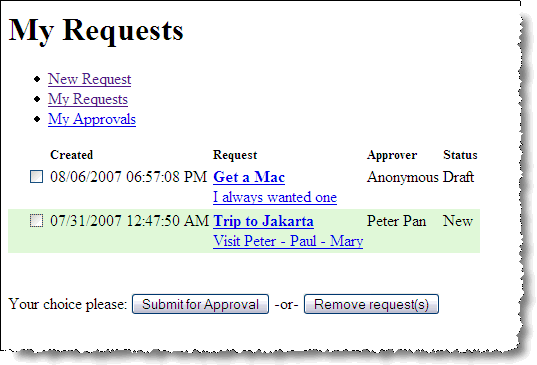 My Requests
New Request
My Requests
My Approvals
Created Request Approver Status
08/06/2007 06:57:08 PM Get a Mac Anonymous Draft
I always wanted one
07/31/2007 12:47:50 AM Trip to Jakarta Peter Pan New
Visit Peter - Paul - Mary
Your choice please: Submit for Approval -or- Remove request(s)